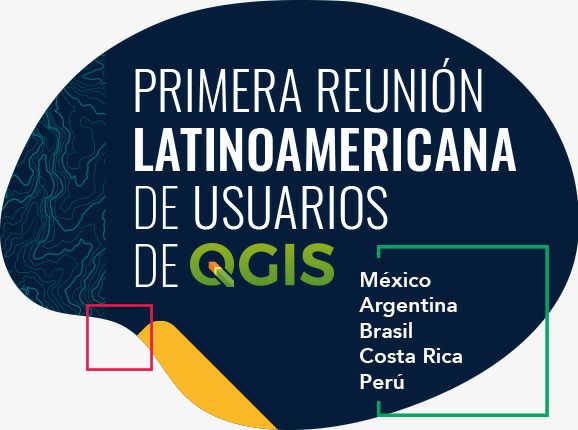 PRIMERA REUNIÓN
LATINOAMERICANA
DE USUARIOS
DE QGIS
México
Argentina
Brasil
Costa Rica
Perú